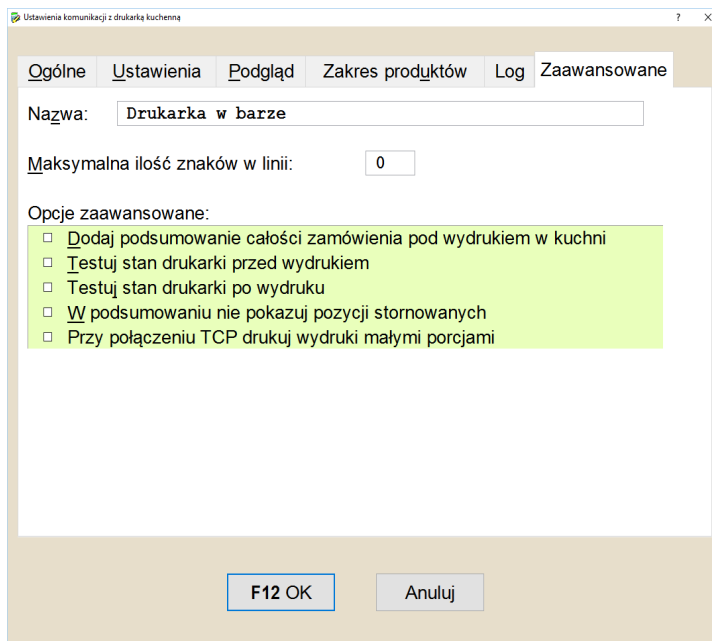 Ustawienia komunikacji z drukarką kuchenną ? X
Ogólne Ustawienia Podgląd Zakres produktów Log Zaawansowane
Nazwa: Drukarka w barze
Maksymalna ilość znaków w linii: 0
Opcje zaawansowane:
Dodaj podsumowanie całości zamówienia pod wydrukiem w kuchni
Testuj stan drukarki przed wydrukiem
Testuj stan drukarki po wydruku
W podsumowaniu nie pokazuj pozycji stornowanych
Przy połączeniu TCP drukuj wydruki małymi porcjami
F12 OK Anuluj